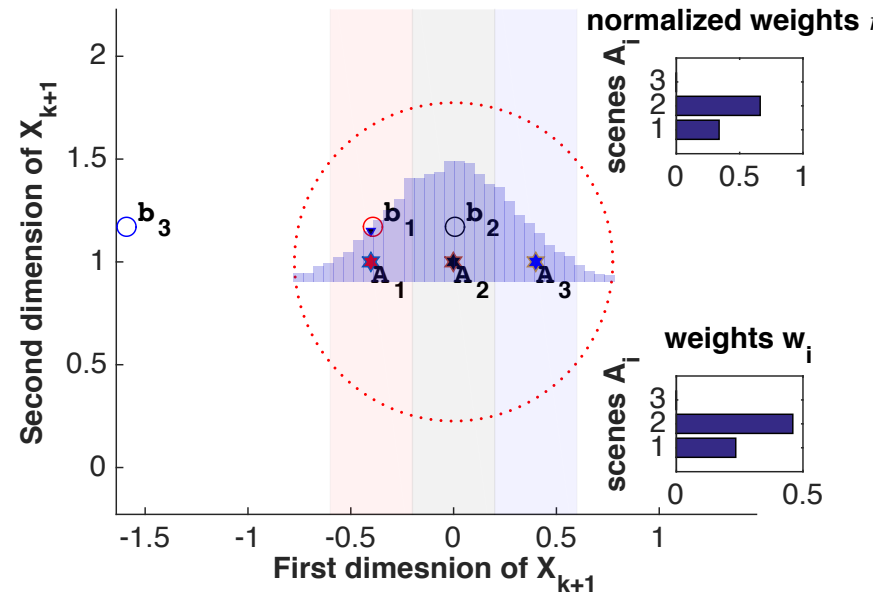 normalized weights
scenes A_i
3
2
1
0
0.5
1
2
1.5
1
0.5
0
Second dimension of X_{k+1}
b_3
b_1
b_2
A_1
A_2
A_3
weights w_i
scenes A_i
3
2
1
0
0.5
-1.5
-1
-0.5
0
0.5
1
First dimesnion of X_{k+1}